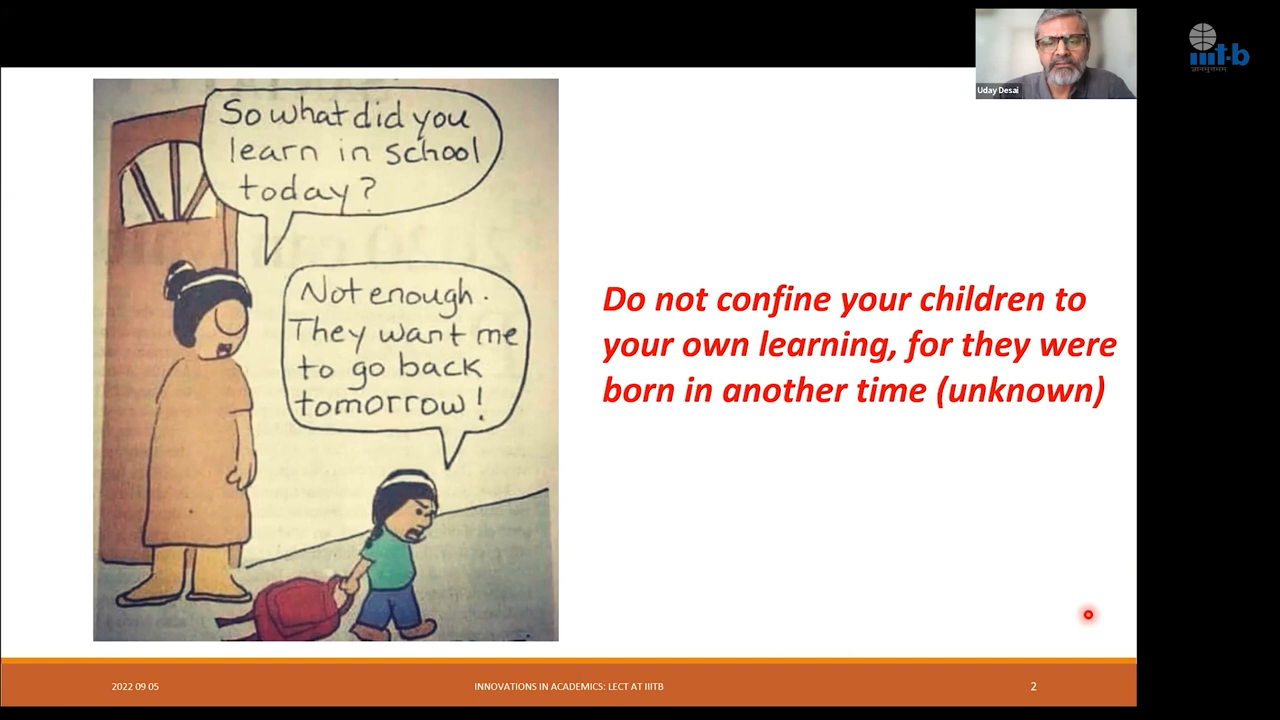 So what did you
learn in school
today?
Not enough.
They want me
to go back
tomorrow!
Do not confine your children to
your own learning, for they were
born in another time (unknown)
Uday Desai
iiit-b
ज्ञानमुत्तमम्
2022 09 05
INNOVATIONS IN ACADEMICS: LECT AT IIITB
2